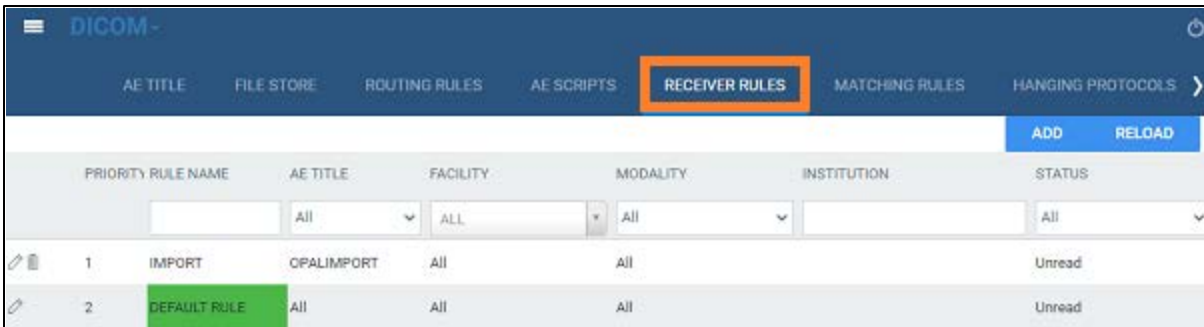 DICOM
AE TITLE FILE STORE ROUTING RULES AE SCRIPTS RECEIVER RULES MATCHING RULES HANGING PROTOCOLS
ADD RELOAD
PRIORITY RULE NAME AE TITLE FACILITY MODALITY INSTITUTION STATUS
All ALL All All
1 IMPORT OPALIMPORT All All Unread
2 DEFAULT RULE All All All Unread